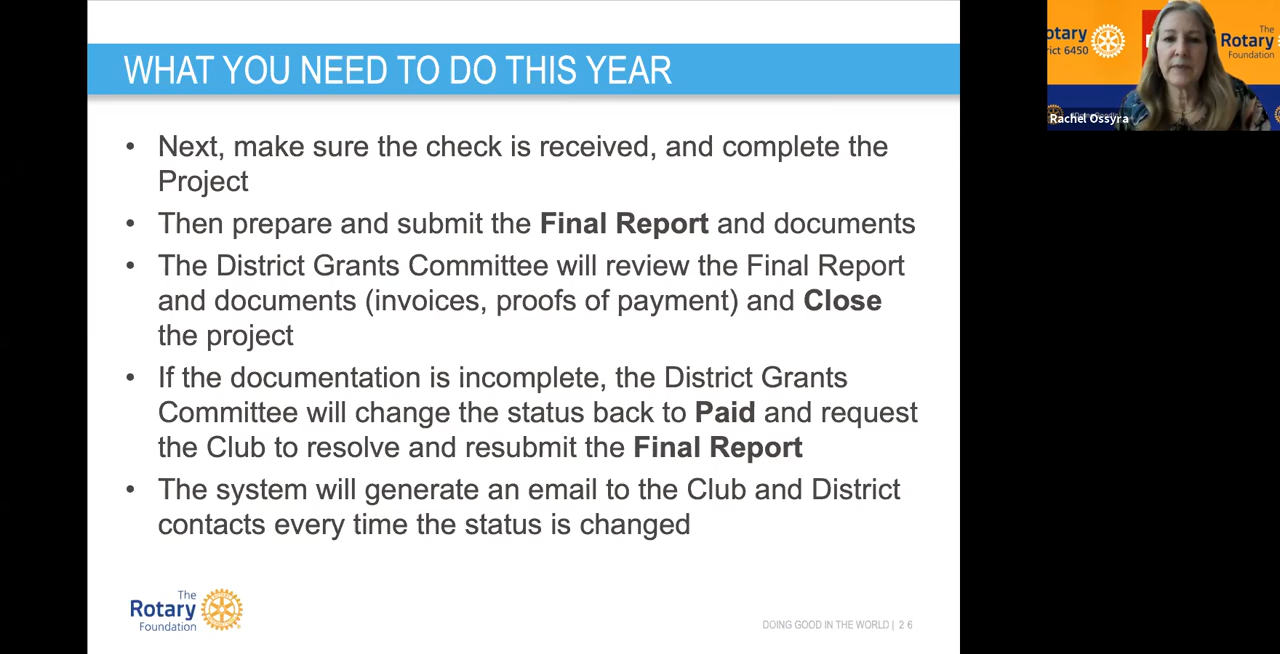 WHAT YOU NEED TO DO THIS YEAR
• Next, make sure the check is received, and complete the
Project
• Then prepare and submit the Final Report and documents
• The District Grants Committee will review the Final Report
and documents (invoices, proofs of payment) and Close
the project
• If the documentation is incomplete, the District Grants
Committee will change the status back to Paid and request
the Club to resolve and resubmit the Final Report
• The system will generate an email to the Club and District
contacts every time the status is changed
The
Rotary
Foundation
DOING GOOD IN THE WORLD | 26
otary
rict 6450
The
Rotary
Foundation
Rachel Ossyra